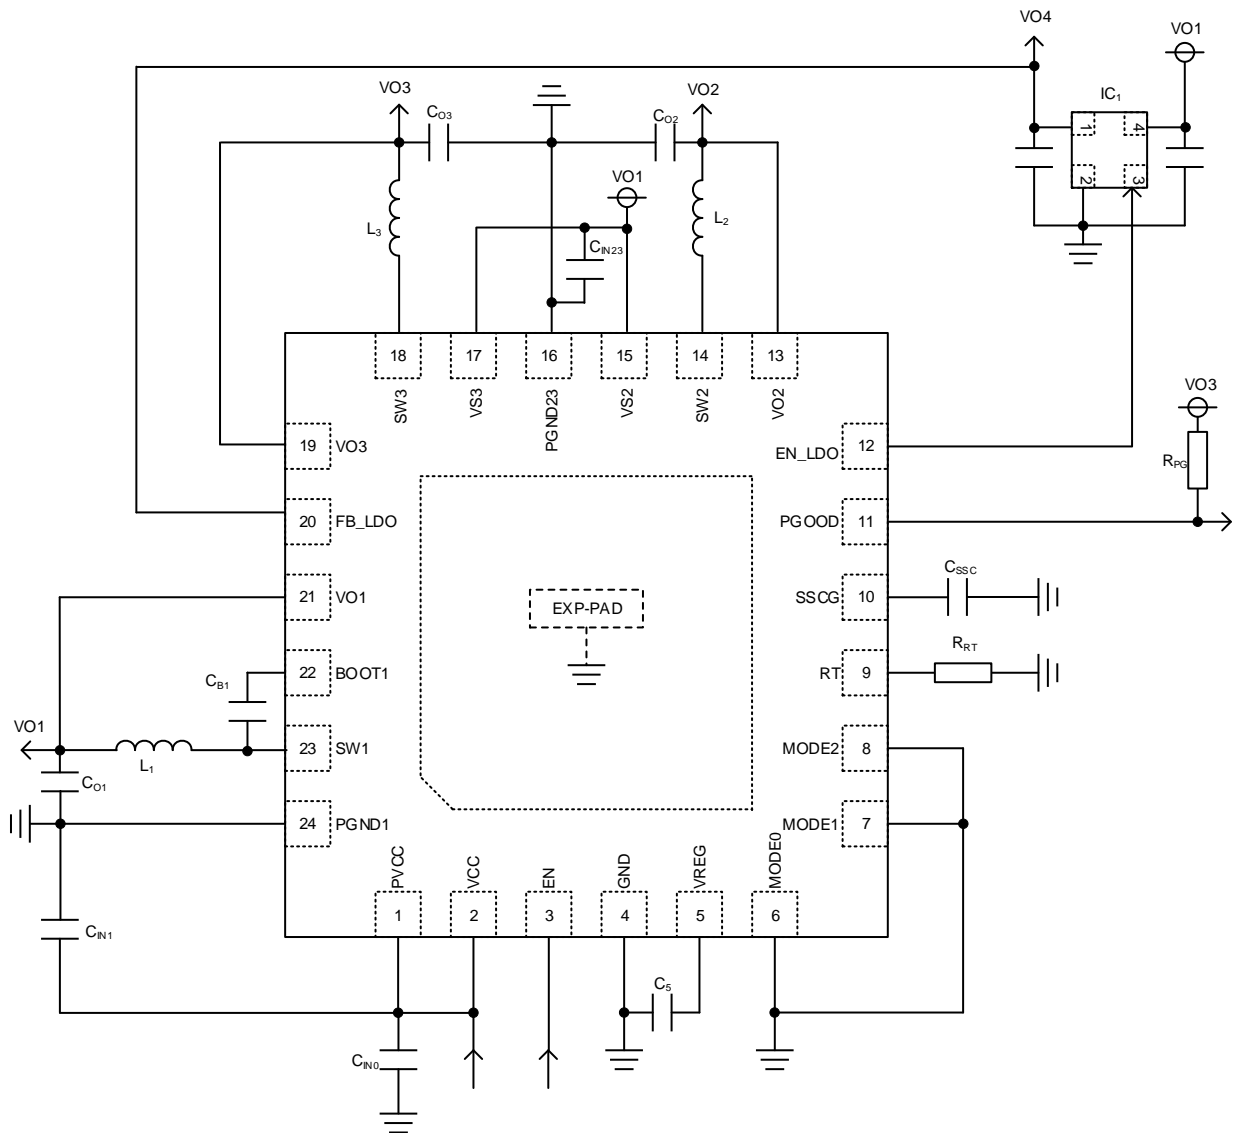 VO4
VO1
IC1
1
4
2
3
VO3
CO3
CO2
VO2
VO1
L3
CIN23
L2
18
17
16
15
14
13
SW3
VS3
PGND23
VS2
SW2
VO2
VO3
RPG
19
VO3
EN_LDO
12
20
FB_LDO
PGOOD
11
21
VO1
EXP-PAD
SSCG
10
CSSC
CB1
22
BOOT1
RT
9
RRT
VO1
L1
23
SW1
MODE2
8
CO1
24
PGND1
MODE1
7
PVCC
VCC
EN
GND
VREG
MODE0
1
2
3
4
5
6
CIN1
C5
CIN0